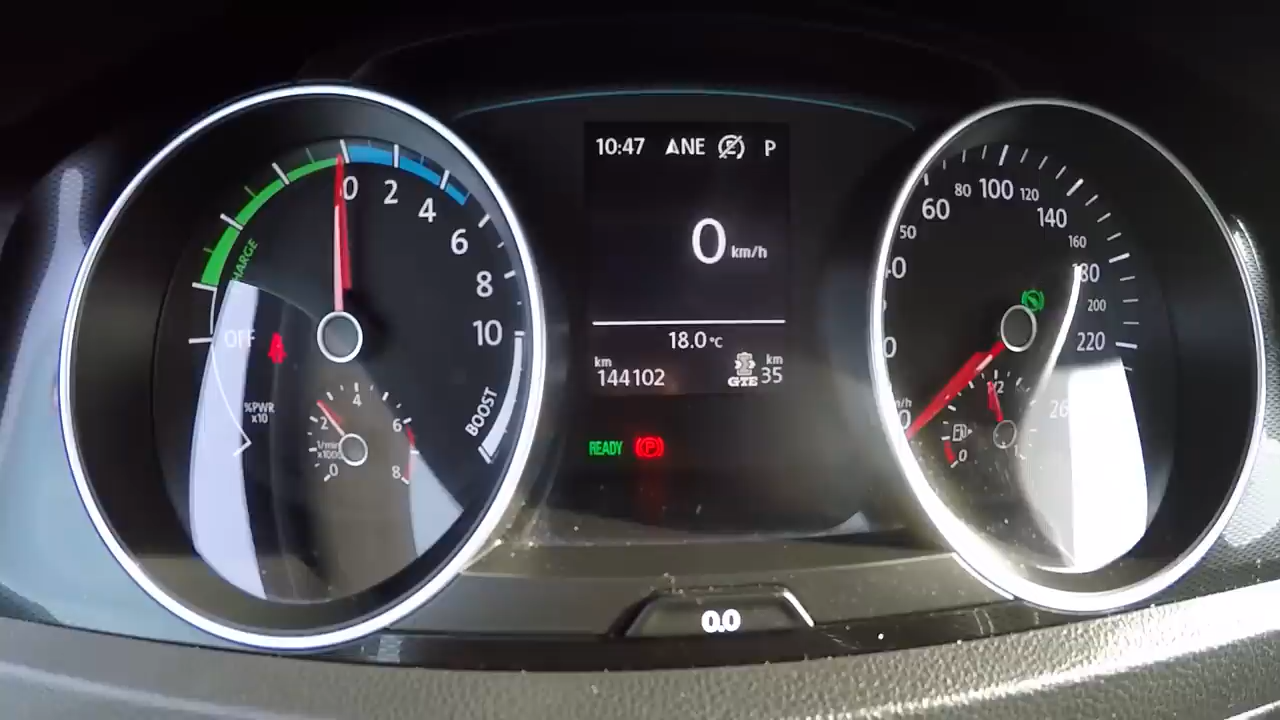 10:47 NE P
0 km/h
18.0 °C
km 144102
GTE km 35
READY (P)
0.0
0 2 4 6 8 10
BOOST
HARGE
OFF
%PWR
x10
0 2 4 6 8
1/min
x1000
50 60 80 100 120 140 160 180 200 220
0 1/2 1